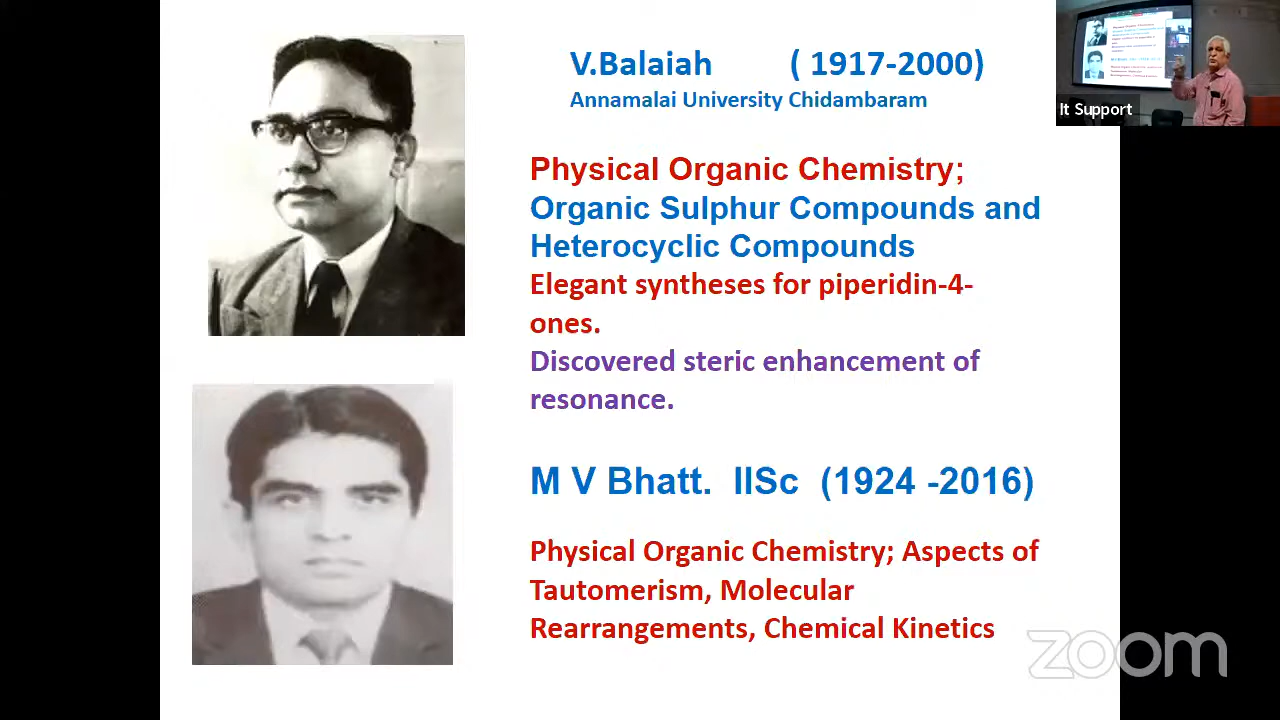 V.Balaiah ( 1917-2000)
Annamalai University Chidambaram
It Support
Physical Organic Chemistry;
Organic Sulphur Compounds and
Heterocyclic Compounds
Elegant syntheses for piperidin-4-
ones.
Discovered steric enhancement of
resonance.
M V Bhatt. IISc (1924 -2016)
Physical Organic Chemistry; Aspects of
Tautomerism, Molecular
Rearrangements, Chemical Kinetics
zoom